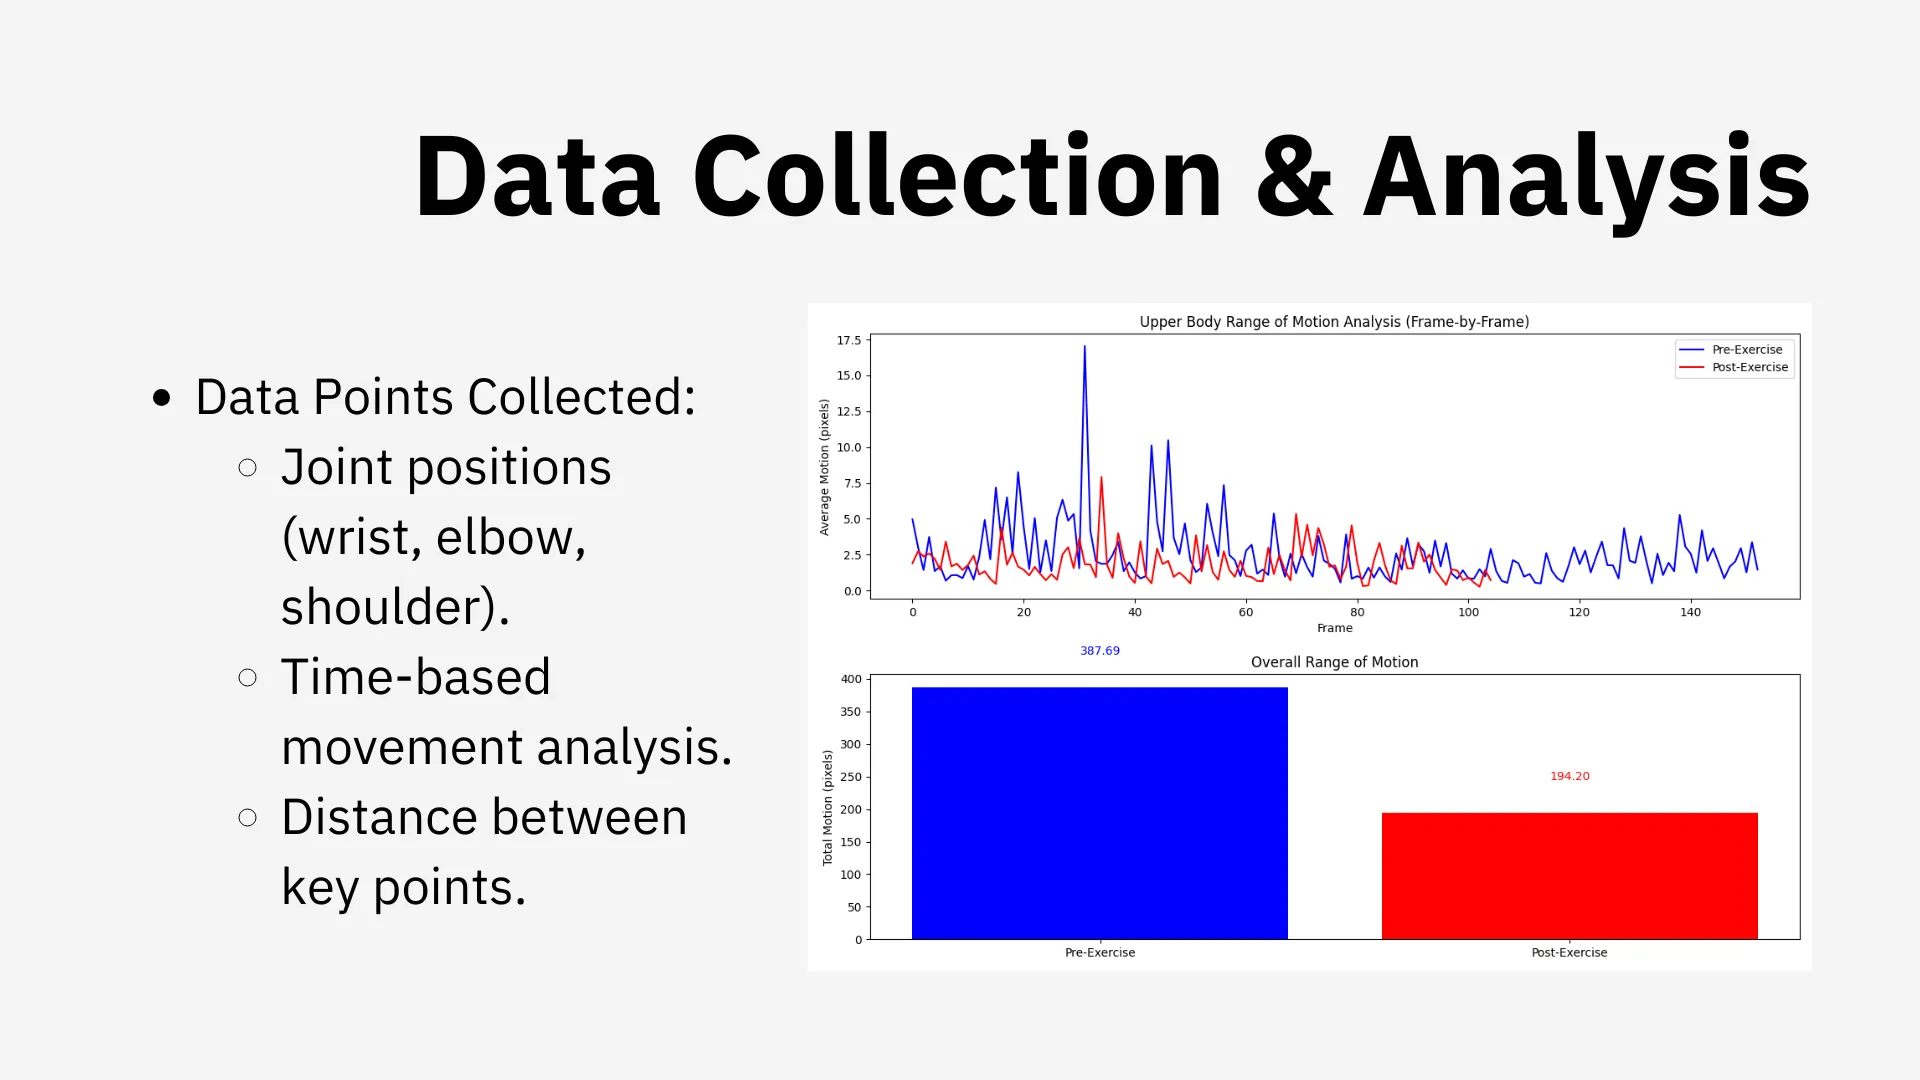 Data Collection & Analysis
Data Points Collected:
Joint positions
(wrist, elbow,
shoulder).
Time-based
movement analysis.
Distance between
key points.
Upper Body Range of Motion Analysis (Frame-by-Frame)
Pre-Exercise
Post-Exercise
Average Motion (pixels)
17.5
15.0
12.5
10.0
7.5
5.0
2.5
0.0
0 20 40 60 80 100 120 140
Frame
387.69
Overall Range of Motion
Total Motion (pixels)
400
350
300
250
200
150
100
50
0
194.20
Pre-Exercise Post-Exercise